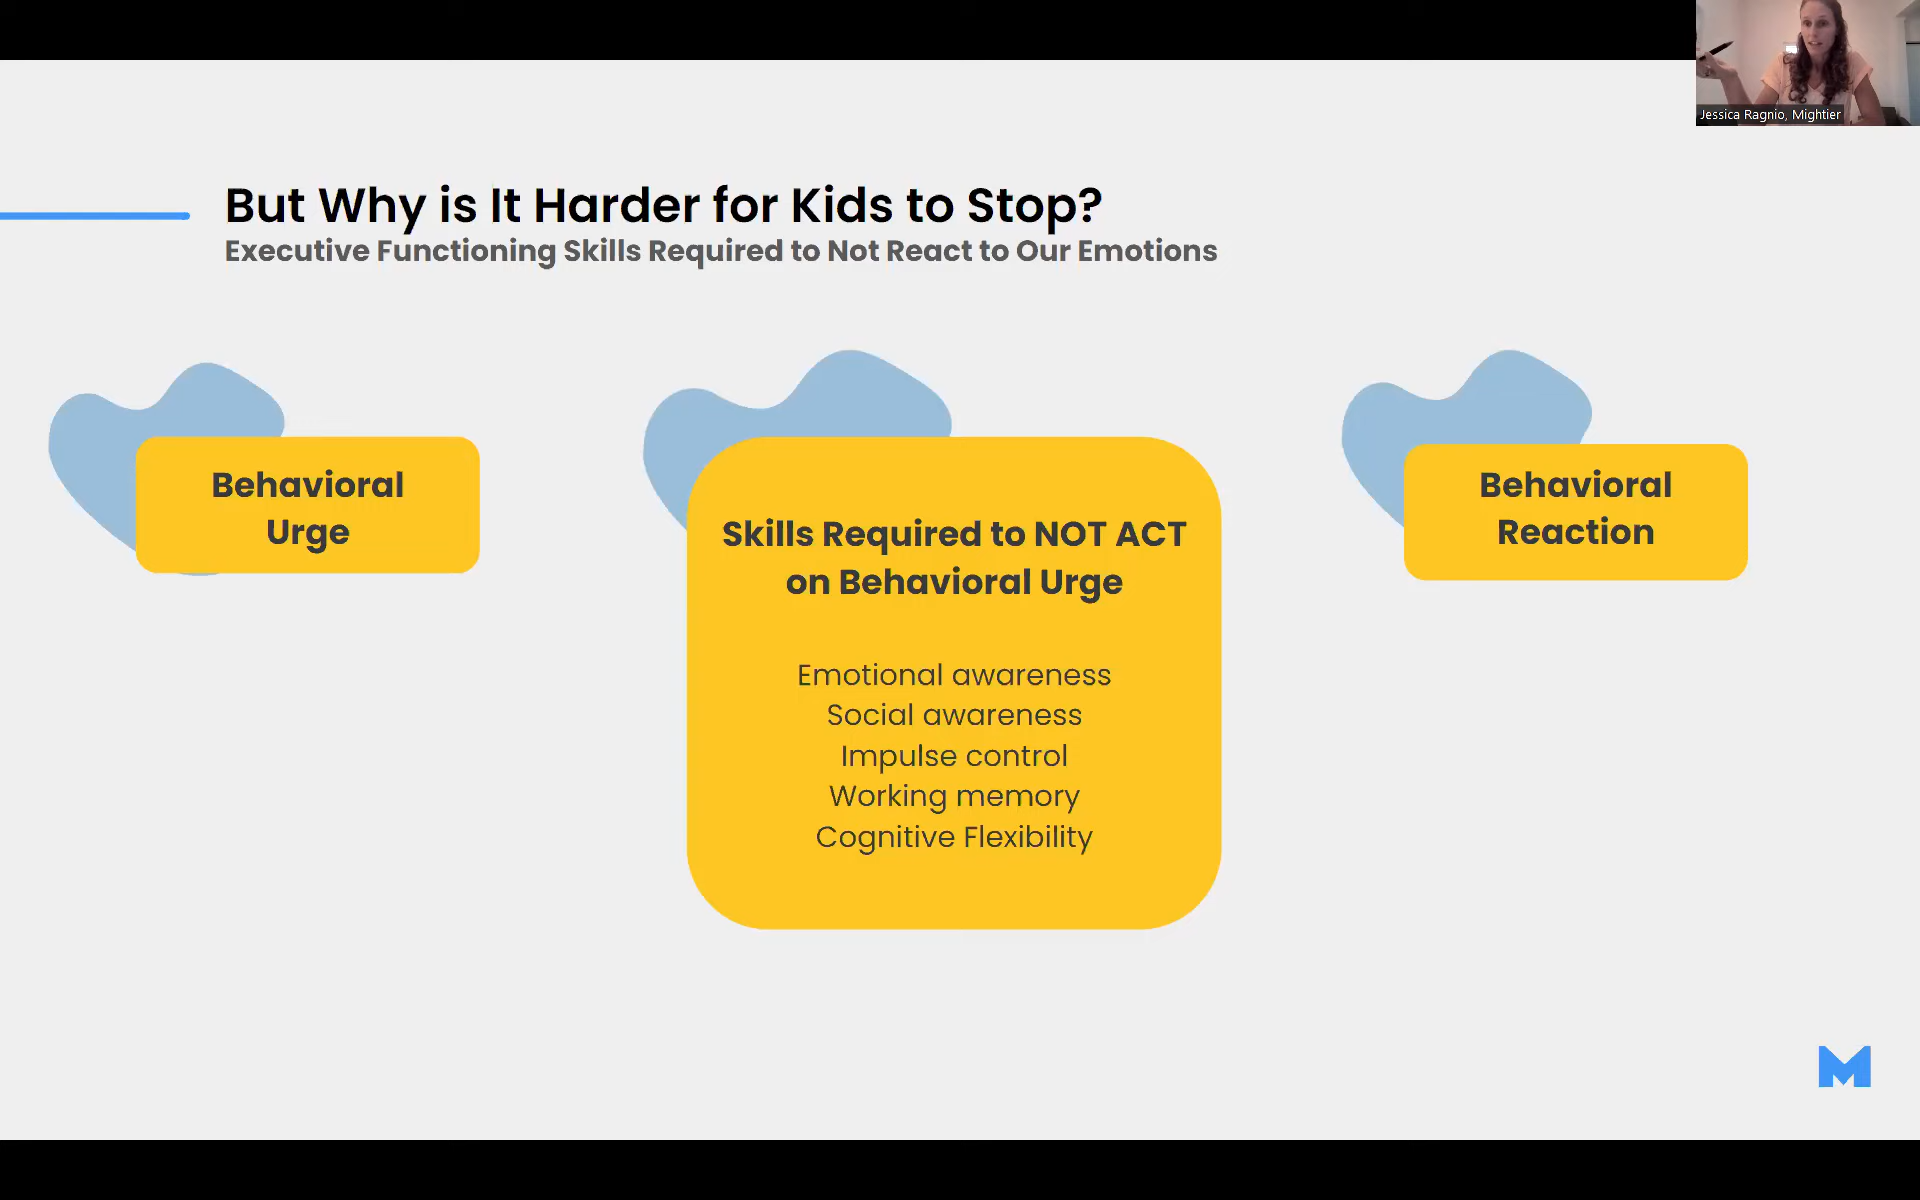 Jessica Ragnio, Mightier
But Why is It Harder for Kids to Stop?
Executive Functioning Skills Required to Not React to Our Emotions
Behavioral
Urge
Skills Required to NOT ACT
on Behavioral Urge
Emotional awareness
Social awareness
Impulse control
Working memory
Cognitive Flexibility
Behavioral
Reaction